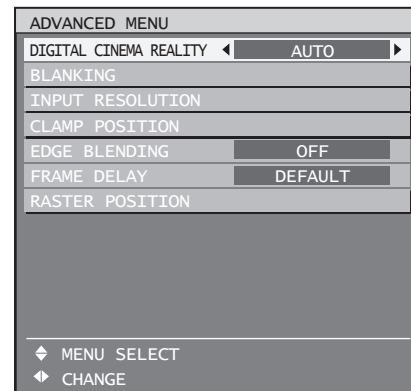 ADVANCED MENU
DIGITAL CINEMA REALITY AUTO
BLANKING
INPUT RESOLUTION
CLAMP POSITION
EDGE BLENDING OFF
FRAME DELAY DEFAULT
RASTER POSITION
MENU SELECT
CHANGE